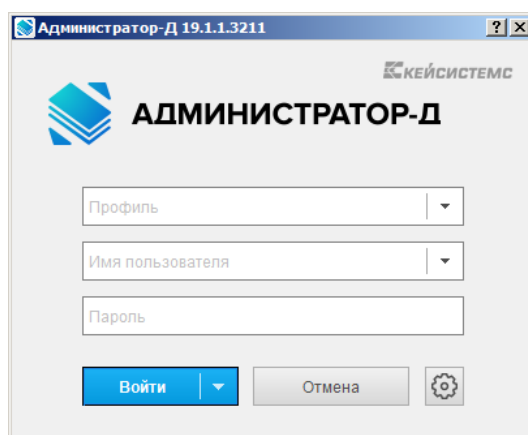 Администратор-Д 19.1.1.3211
КЕЙСИСТЕМС
АДМИНИСТРАТОР-Д
Профиль
Имя пользователя
Пароль
Войти Отмена